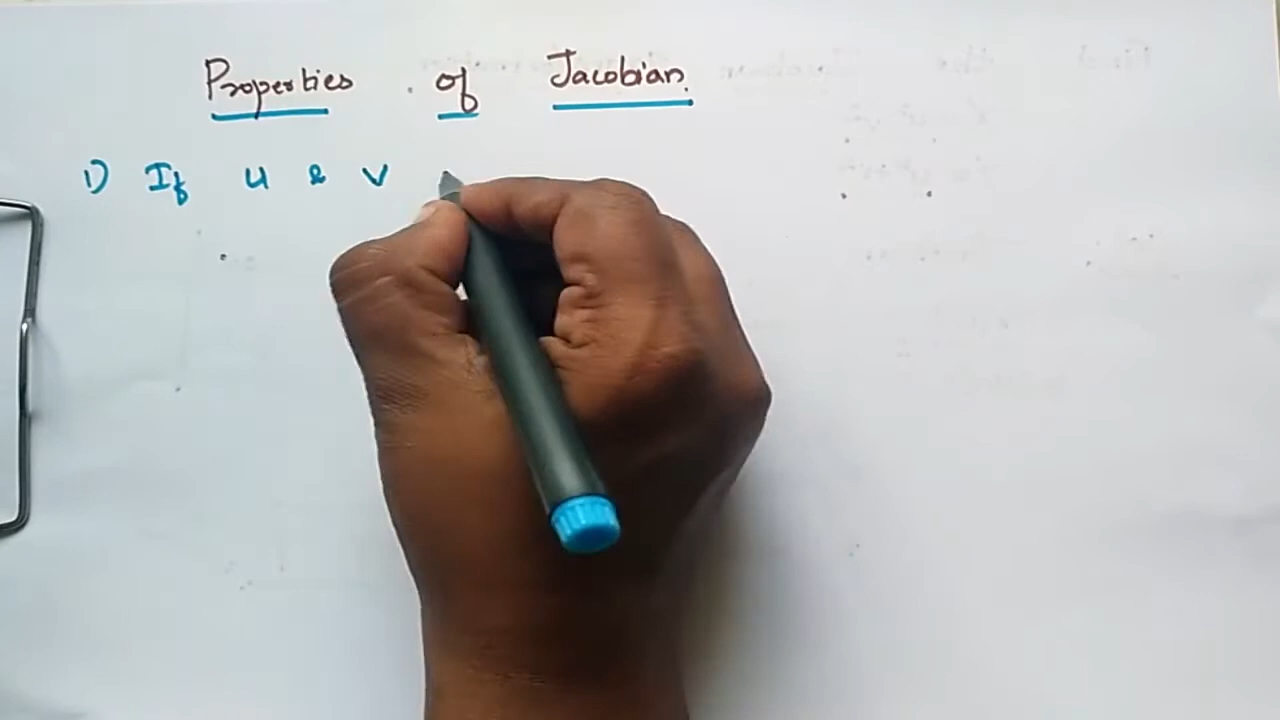 Properties of Jacobian
1) If u & v